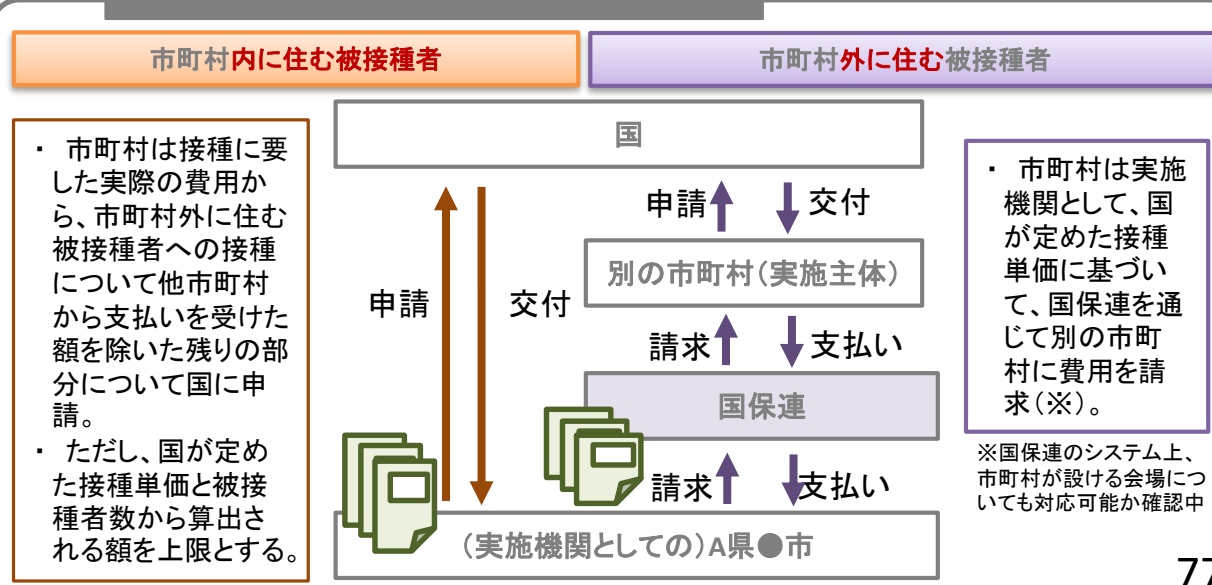 市町村内に住む被接種者
市町村外に住む被接種者
・ 市町村は接種に要
した実際の費用か
ら、市町村外に住む
被接種者への接種
について他市町村
から支払いを受けた
額を除いた残りの部
分について国に申
請。
・ ただし、国が定め
た接種単価と被接
種者数から算出さ
れる額を上限とする。
国
申請
交付
申請
交付
別の市町村(実施主体)
請求
支払い
国保連
請求
支払い
(実施機関としての)A県●市
・ 市町村は実施
機関として、国
が定めた接種
単価に基づい
て、国保連を通
じて別の市町
村に費用を請
求(※)。
※国保連のシステム上、
市町村が設ける会場につ
いても対応可能か確認中
77